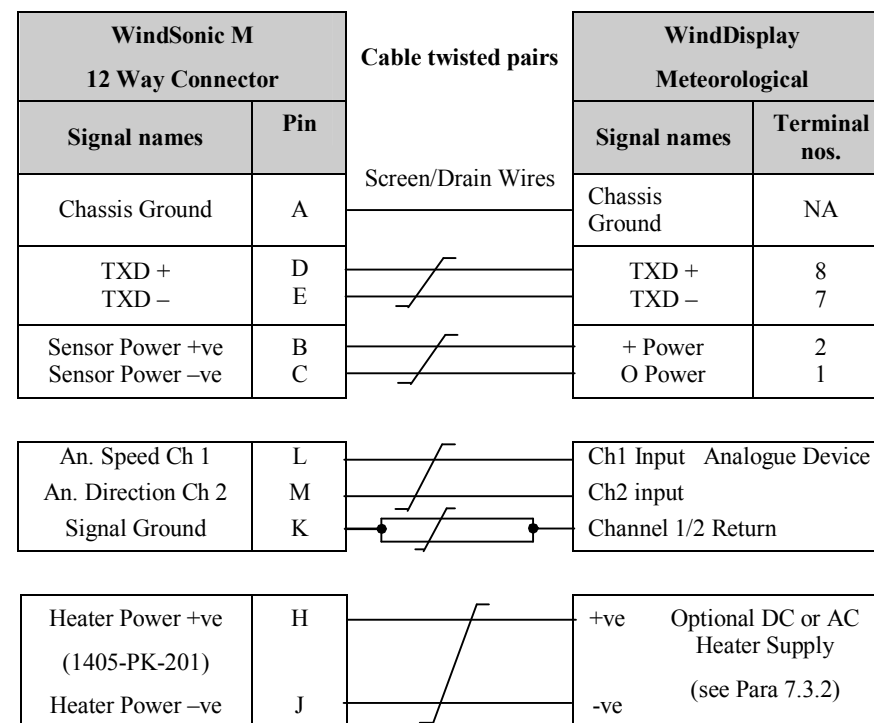 WindSonic M
12 Way Connector
Cable twisted pairs
WindDisplay
Meteorological
Signal names Pin
Signal names Terminal nos.
Screen/Drain Wires
Chassis Ground A
Chassis Ground NA
TXD + D
TXD – E
TXD + 8
TXD – 7
Sensor Power +ve B
Sensor Power –ve C
+ Power 2
O Power 1
An. Speed Ch 1 L
An. Direction Ch 2 M
Signal Ground K
Ch1 Input Analogue Device
Ch2 input
Channel 1/2 Return
Heater Power +ve H
(1405-PK-201)
Heater Power –ve J
+ve Optional DC or AC
Heater Supply
(see Para 7.3.2)
-ve